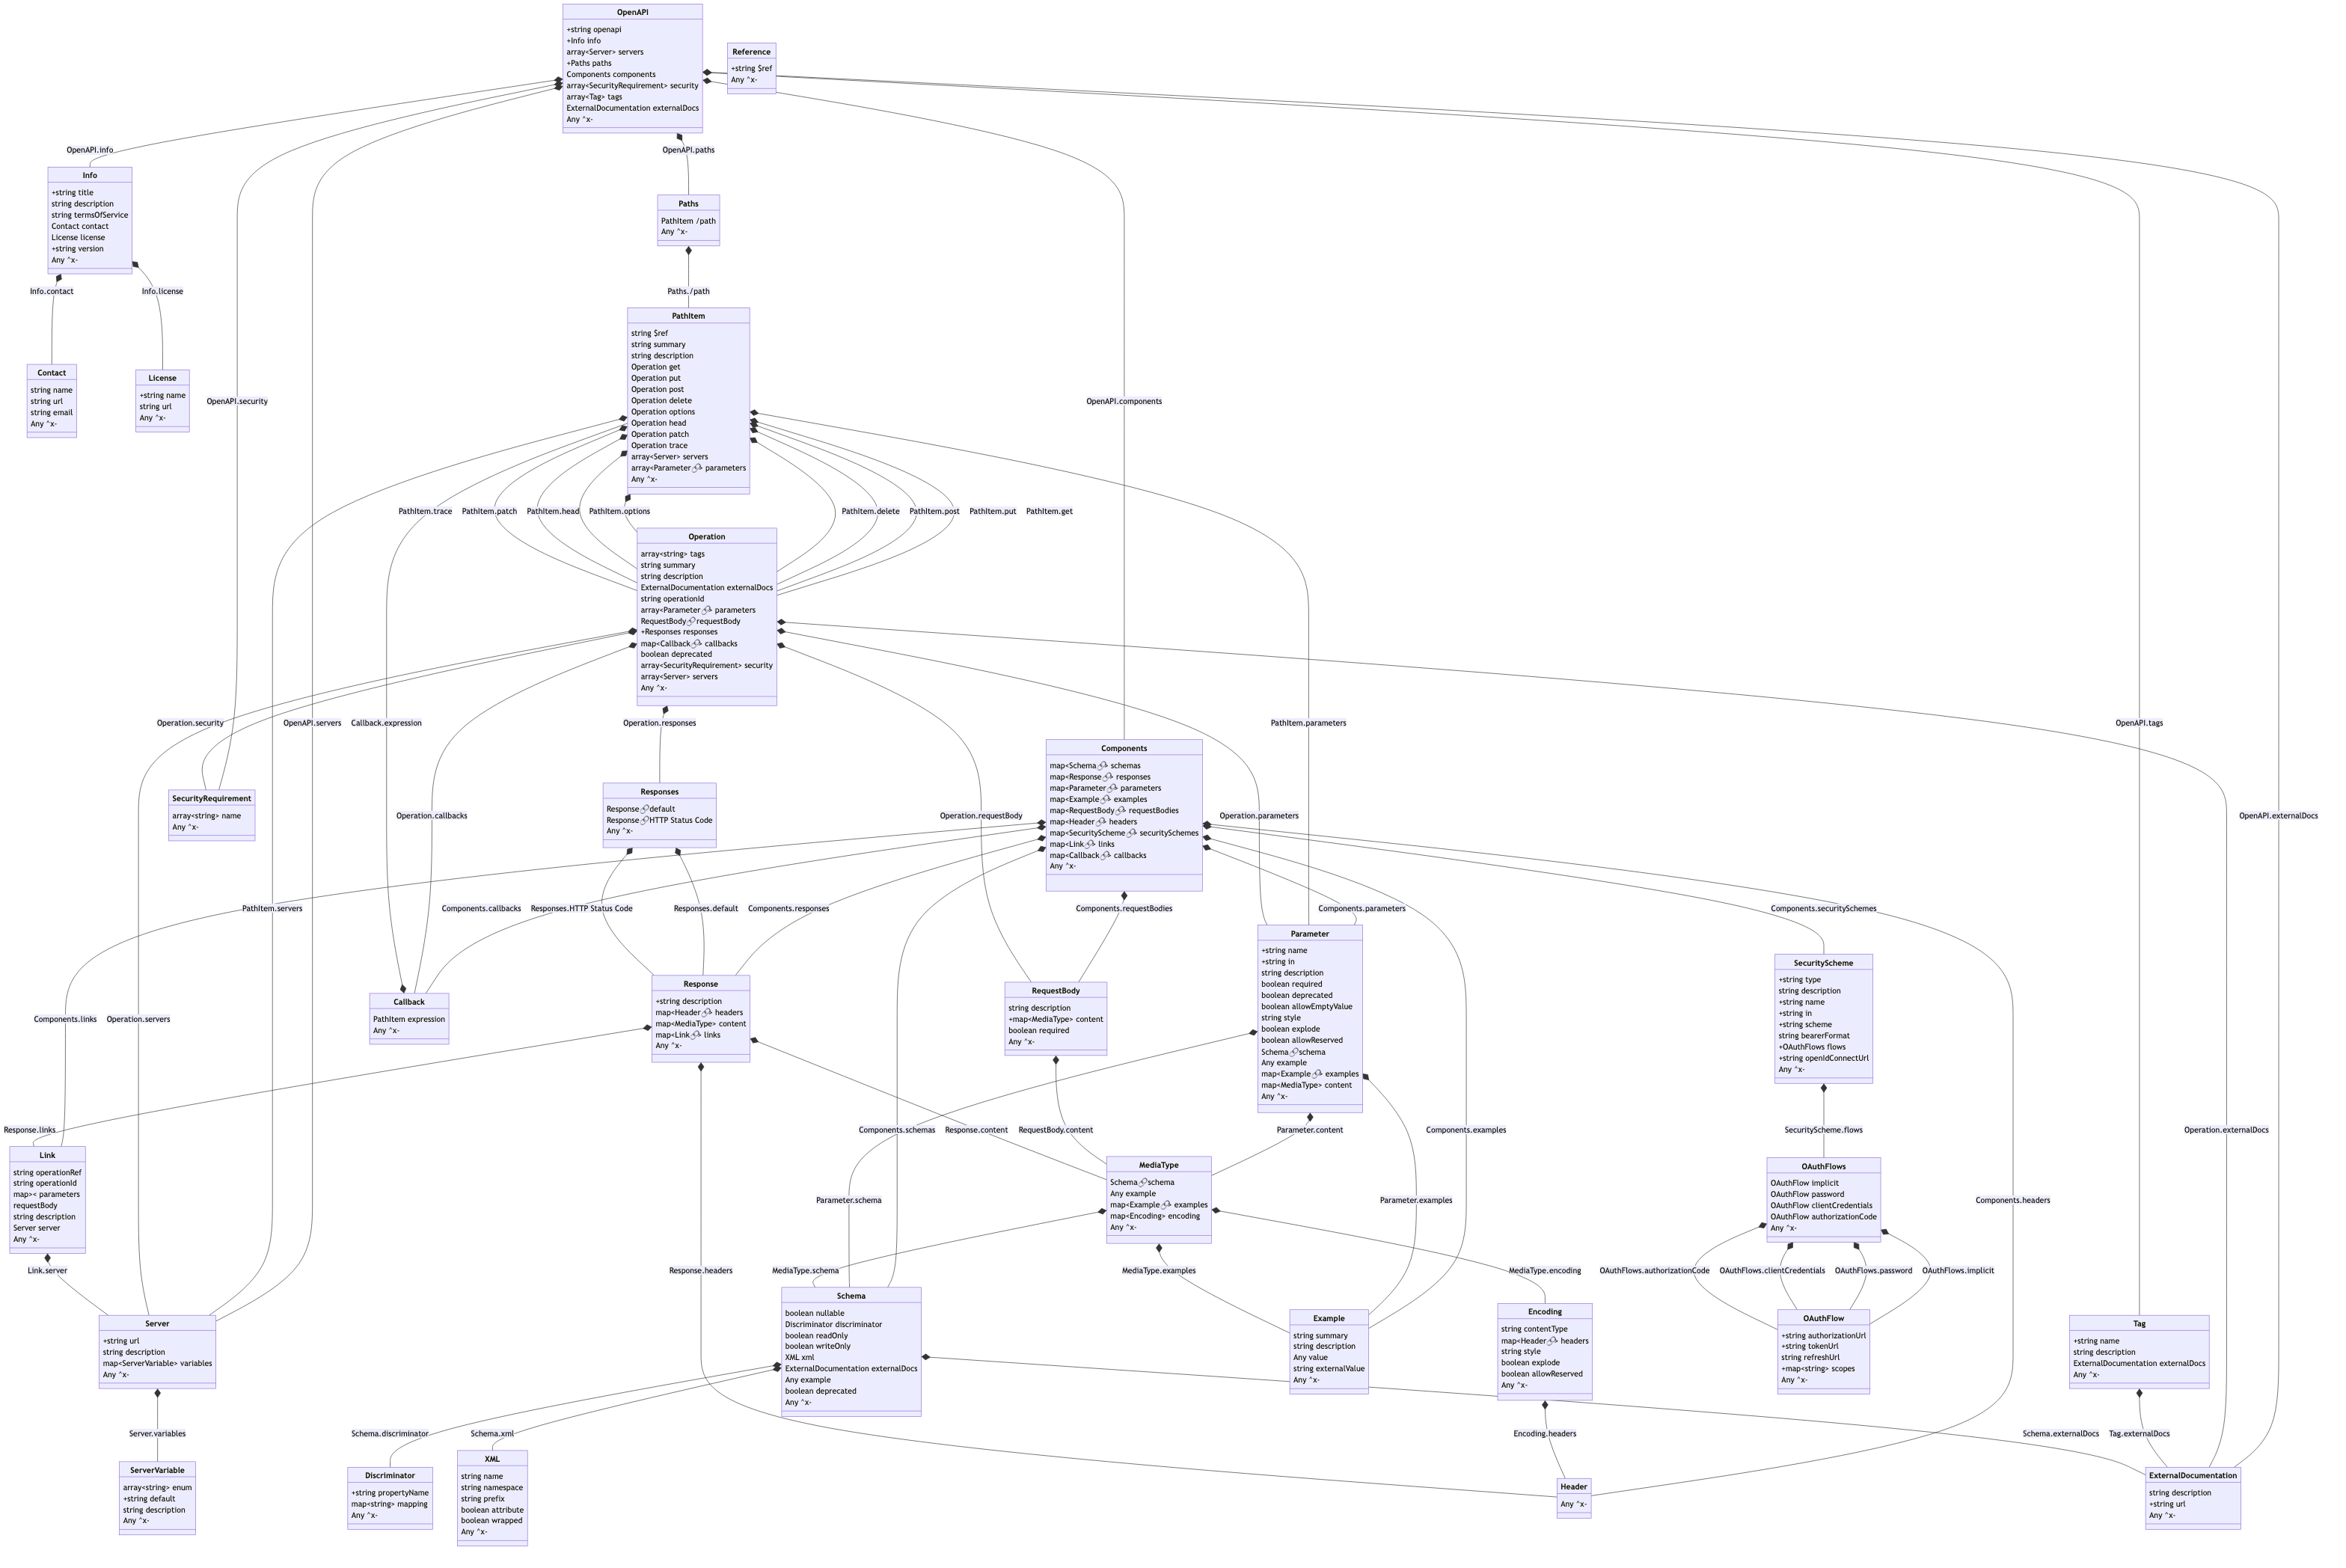 OpenAPI
+string openapi
+Info info
array<Server> servers
+Paths paths
Components components
array<SecurityRequirement> security
array<Tag> tags
ExternalDocumentation externalDocs
Any ^x-
Reference
+string $ref
Any ^x-
OpenAPI.info
OpenAPI.paths
Info
+string title
string description
string termsOfService
Contact contact
License license
+string version
Any ^x-
Paths
PathItem /path
Any ^x-
Info.contact
Info.license
Paths./path
PathItem
string $ref
string summary
string description
Operation get
Operation put
Operation post
Operation delete
Operation options
Operation head
Operation patch
Operation trace
array<Server> servers
array<Parameter🔗> parameters
Any ^x-
Contact
string name
string url
string email
Any ^x-
License
+string name
string url
Any ^x-
OpenAPI.security
OpenAPI.components
PathItem.trace
PathItem.patch
PathItem.head
PathItem.options
PathItem.delete
PathItem.post
PathItem.put
PathItem.get
Operation
array<string> tags
string summary
string description
ExternalDocumentation externalDocs
string operationId
array<Parameter🔗> parameters
RequestBody🔗requestBody
+Responses responses
map<Callback🔗> callbacks
boolean deprecated
array<SecurityRequirement> security
array<Server> servers
Any ^x-
Operation.security
OpenAPI.servers
Callback.expression
Operation.responses
PathItem.parameters
OpenAPI.tags
Components
map<Schema🔗> schemas
map<Response🔗> responses
map<Parameter🔗> parameters
map<Example🔗> examples
map<RequestBody🔗> requestBodies
map<Header🔗> headers
map<SecurityScheme🔗> securitySchemes
map<Link🔗> links
map<Callback🔗> callbacks
Any ^x-
SecurityRequirement
array<string> name
Any ^x-
Operation.callbacks
Responses
Response🔗default
Response🔗HTTP Status Code
Any ^x-
Operation.requestBody
Operation.parameters
OpenAPI.externalDocs
PathItem.servers
Components.callbacks
Responses.HTTP Status Code
Responses.default
Components.responses
Components.requestBodies
Components.parameters
Components.securitySchemes
Components.links
Operation.servers
Callback
PathItem expression
Any ^x-
Response
+string description
map<Header🔗> headers
map<MediaType> content
map<Link🔗> links
Any ^x-
RequestBody
string description
+map<MediaType> content
boolean required
Any ^x-
Parameter
+string name
+string in
string description
boolean required
boolean deprecated
boolean allowEmptyValue
string style
boolean explode
boolean allowReserved
Schema🔗schema
Any example
map<Example🔗> examples
map<MediaType> content
Any ^x-
SecurityScheme
+string type
string description
+string name
+string in
+string scheme
string bearerFormat
+OAuthFlows flows
+string openIdConnectUrl
Any ^x-
Response.links
Components.schemas
Response.content
RequestBody.content
Parameter.content
Components.examples
SecurityScheme.flows
Operation.externalDocs
Link
string operationRef
string operationId
map>< parameters
requestBody
string description
Server server
Any ^x-
Parameter.schema
MediaType
Schema🔗schema
Any example
map<Example🔗> examples
map<Encoding> encoding
Any ^x-
Parameter.examples
OAuthFlows
OAuthFlow implicit
OAuthFlow password
OAuthFlow clientCredentials
OAuthFlow authorizationCode
Any ^x-
Components.headers
Link.server
Response.headers
MediaType.schema
MediaType.examples
MediaType.encoding
OAuthFlows.authorizationCode
OAuthFlows.clientCredentials
OAuthFlows.password
OAuthFlows.implicit
Server
+string url
string description
map<ServerVariable> variables
Any ^x-
Schema
boolean nullable
Discriminator discriminator
boolean readOnly
boolean writeOnly
XML xml
ExternalDocumentation externalDocs
Any example
boolean deprecated
Any ^x-
Example
string summary
string description
Any value
string externalValue
Any ^x-
Encoding
string contentType
map<Header🔗> headers
string style
boolean explode
boolean allowReserved
Any ^x-
OAuthFlow
+string authorizationUrl
+string tokenUrl
string refreshUrl
+map<string> scopes
Any ^x-
Tag
+string name
string description
ExternalDocumentation externalDocs
Any ^x-
Server.variables
Schema.discriminator
Schema.xml
Encoding.headers
Schema.externalDocs
Tag.externalDocs
ServerVariable
array<string> enum
+string default
string description
Any ^x-
Discriminator
+string propertyName
map<string> mapping
Any ^x-
XML
string name
string namespace
string prefix
boolean attribute
boolean wrapped
Any ^x-
Header
Any ^x-
ExternalDocumentation
string description
+string url
Any ^x-